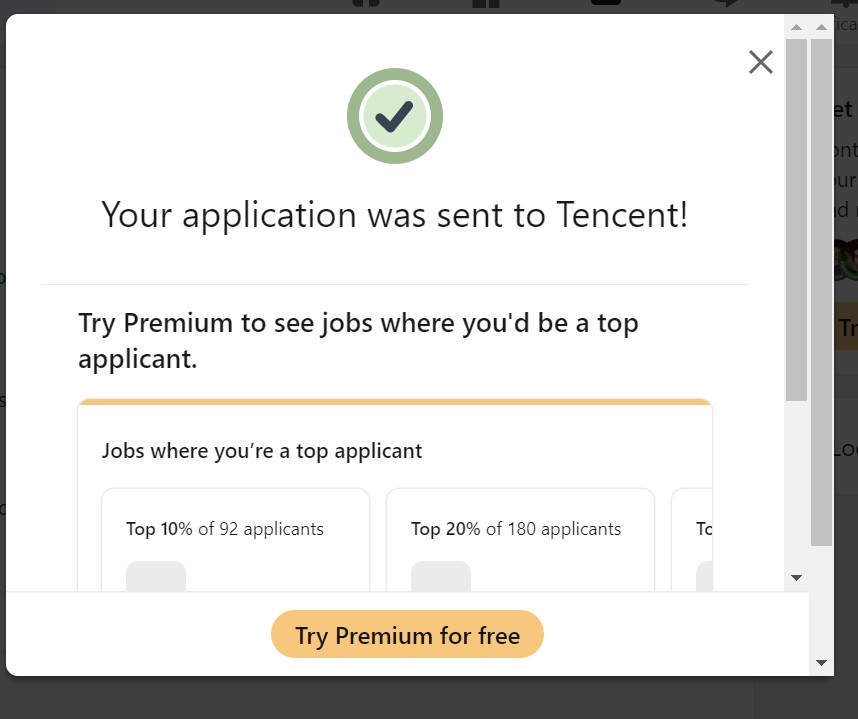 Your application was sent to Tencent!
Try Premium to see jobs where you'd be a top
applicant.
Jobs where you’re a top applicant
Top 10% of 92 applicants
Top 20% of 180 applicants
Try Premium for free